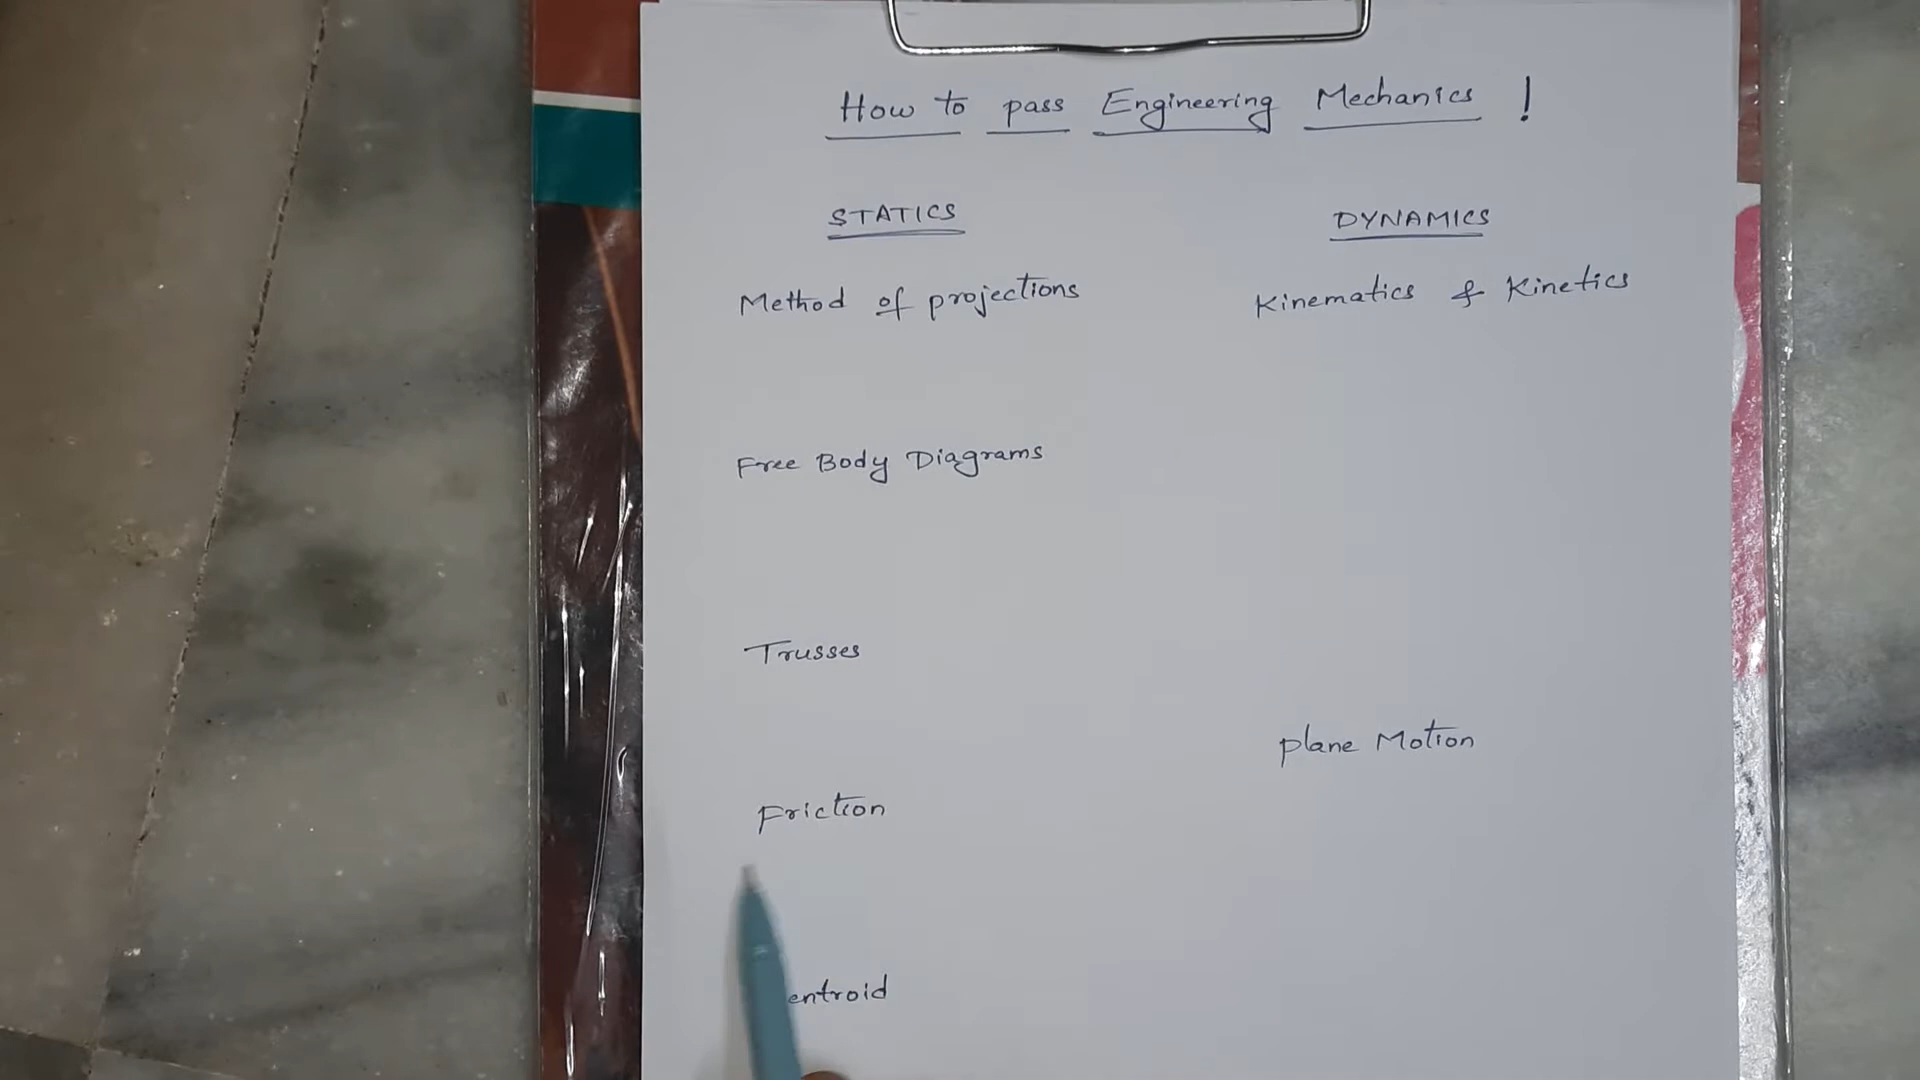 How to pass Engineering Mechanics !
STATICS
Method of projections
Free Body Diagrams
Trusses
Friction
entroid
DYNAMICS
Kinematics & Kinetics
plane Motion